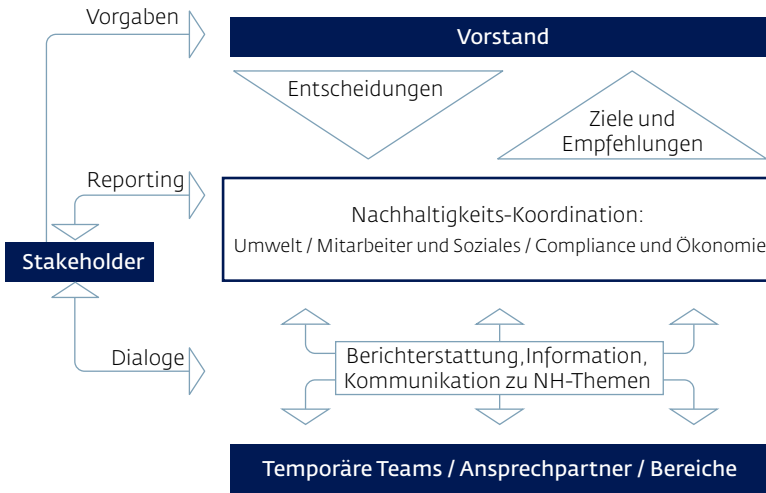 Vorgaben
Vorstand
Entscheidungen
Ziele und
Empfehlungen
Reporting
Nachhaltigkeits-Koordination:
Umwelt / Mitarbeiter und Soziales / Compliance und Ökonomie
Stakeholder
Dialoge
Berichterstattung,Information,
Kommunikation zu NH-Themen
Temporäre Teams / Ansprechpartner / Bereiche